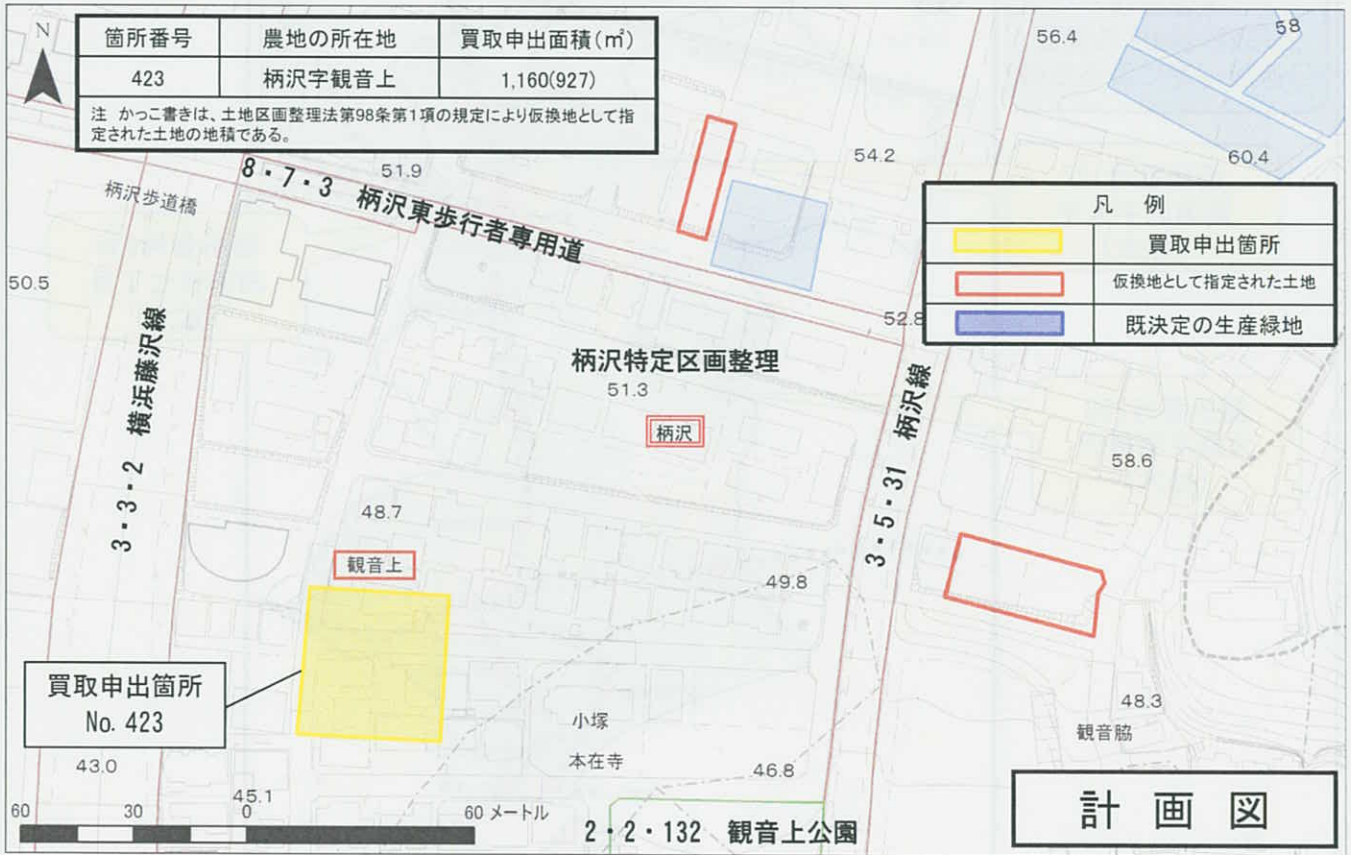 N
箇所番号 農地の所在地 買取申出面積(㎡)
423 柄沢字観音上 1,160(927)
注 かっこ書きは、土地区画整理法第98条第1項の規定により仮換地として指
定された土地の地積である。
56.4
58
54.2
60.4
51.9
8・7・3 柄沢東歩行者専用道
柄沢歩道橋
凡 例
買取申出箇所
仮換地として指定された土地
既決定の生産緑地
50.5
52.8
3・3・2 横浜藤沢線
柄沢特定区画整理
51.3
柄沢
3・5・31 柄沢線
58.6
48.7
観音上
49.8
買取申出箇所
No. 423
小塚
本在寺
48.3
観音脇
43.0
46.8
45.1
60 30 0 60 メートル
2・2・132 観音上公園
計 画 図